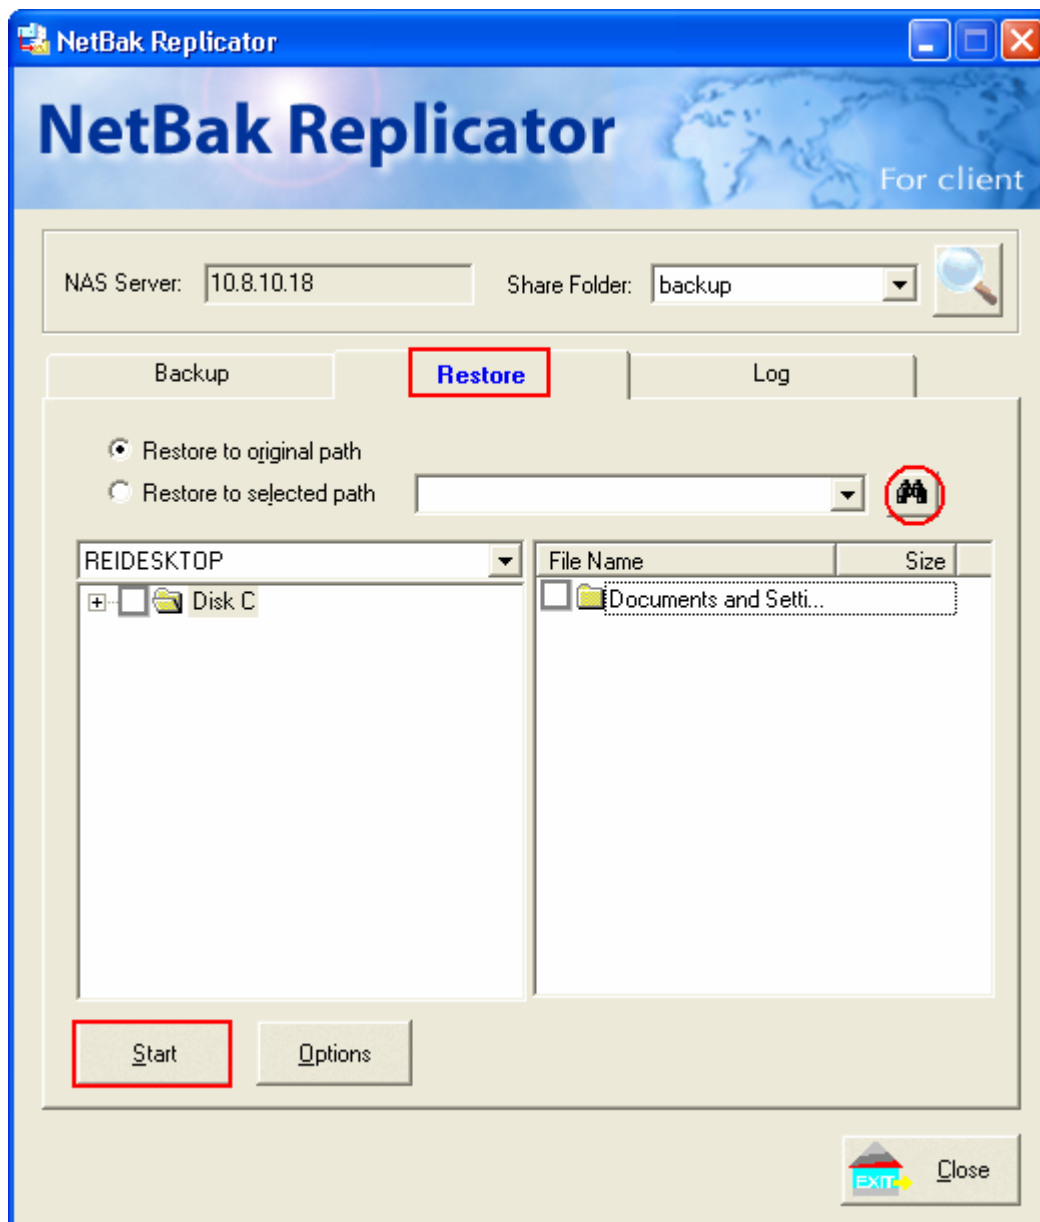 NetBak Replicator
NetBak Replicator
For client
NAS Server: 10.8.10.18 Share Folder: backup
Backup Restore Log
Restore to original path
Restore to selected path
REIDESKTOP File Name Size
Disk C Documents and Setti...
Start Options
EXIT Close